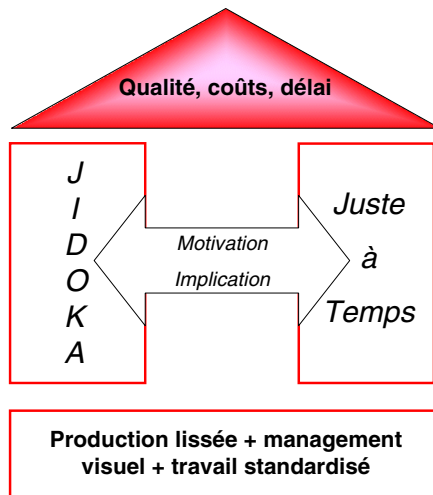 Qualité, coûts, délai
J
I
D
O
K
A
Motivation
Implication
Juste
à
Temps
Production lissée + management
visuel + travail standardisé